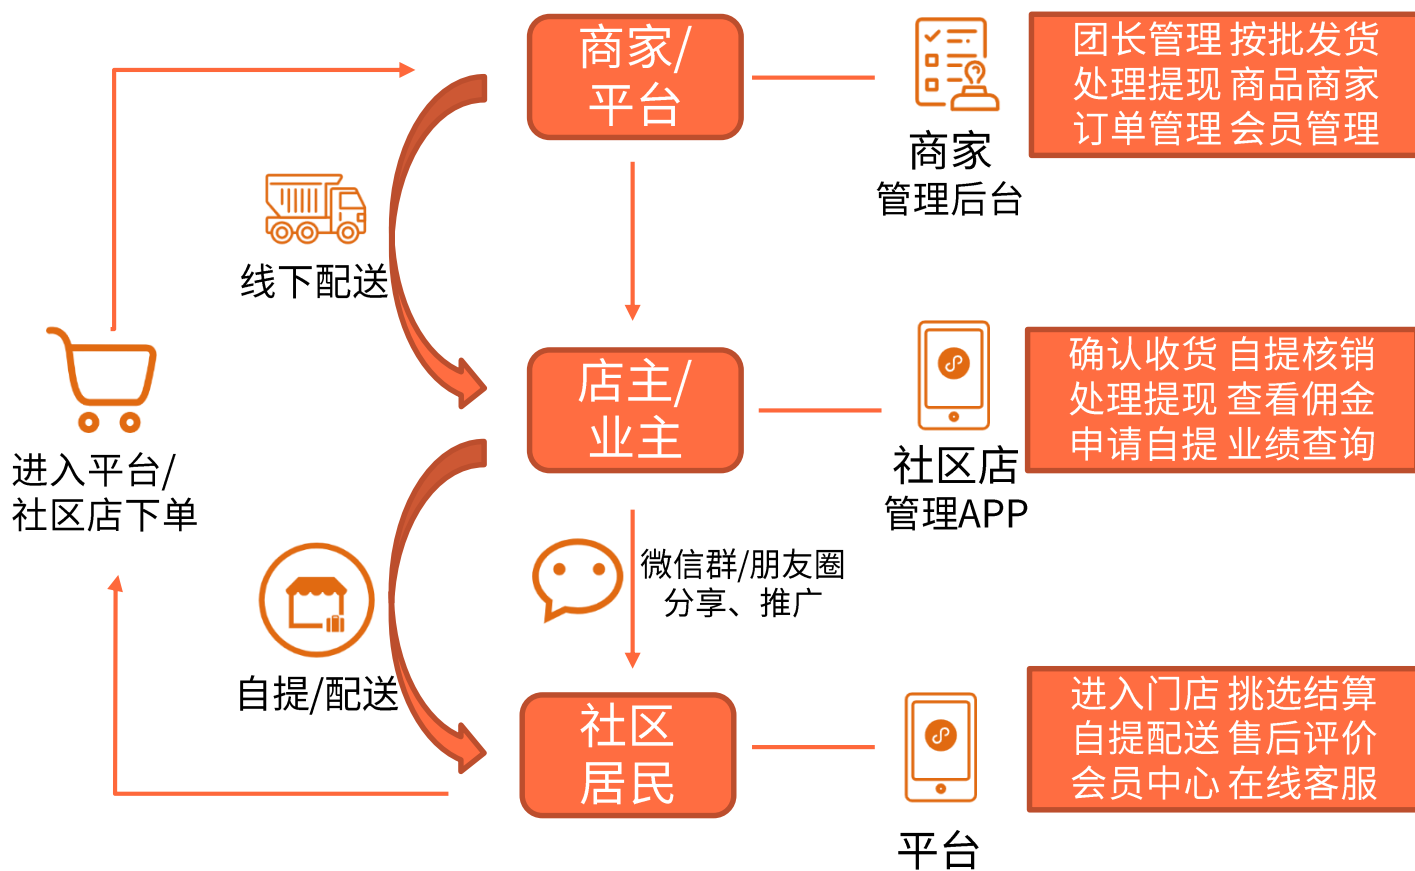 商家/
平台
团长管理 按批发货
处理提现 商品商家
订单管理 会员管理
商家
管理后台
线下配送
店主/
业主
确认收货 自提核销
处理提现 查看佣金
申请自提 业绩查询
社区店
管理APP
进入平台/
社区店下单
微信群/朋友圈
分享、推广
自提/配送
社区
居民
进入门店 挑选结算
自提配送 售后评价
会员中心 在线客服
平台